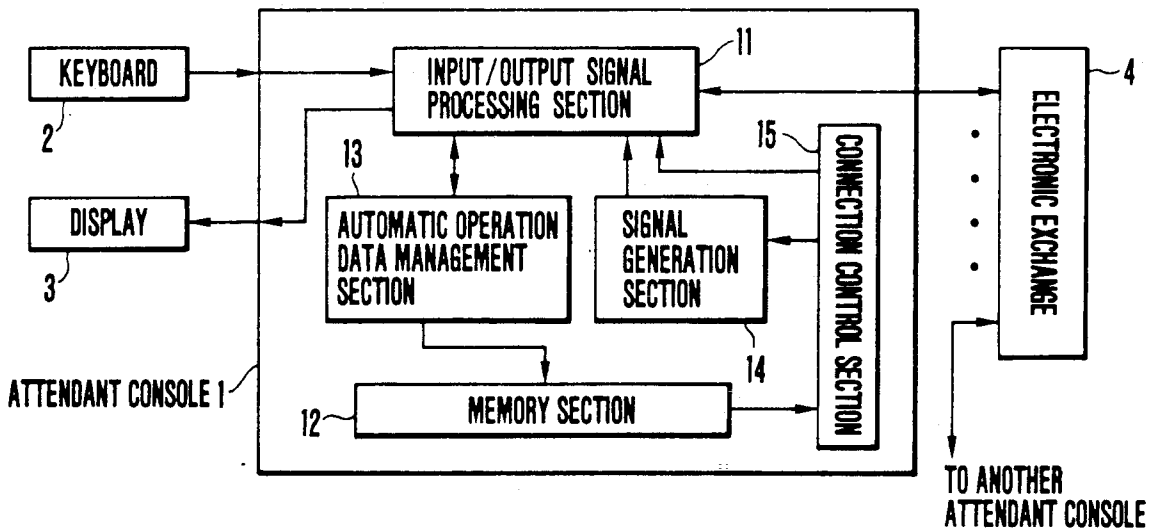 KEYBOARD
2
DISPLAY
3
ATTENDANT CONSOLE 1
11
INPUT/OUTPUT SIGNAL
PROCESSING SECTION
13
AUTOMATIC OPERATION
DATA MANAGEMENT
SECTION
SIGNAL
GENERATION
SECTION
14
15
CONNECTION CONTROL SECTION
12
MEMORY SECTION
4
ELECTRONIC EXCHANGE
TO ANOTHER
ATTENDANT CONSOLE